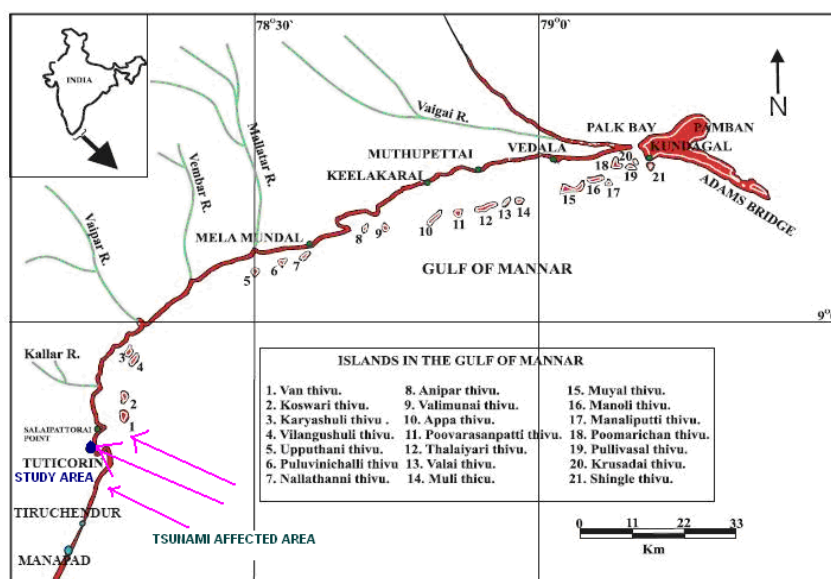 78°30'
79°0'
INDIA
N
Vaigai R.
Mallatar R.
Vembar R.
Vaipar R.
Kallar R.
PALK BAY
PAMBAN
KUNDAGAL
ADAMS BRIDGE
VEDALA
MUTHUPETTAI
KEELAKARAI
MELA MUNDAL
GULF OF MANNAR
20
18
19
21
17
16
15
14
13
12
11
10
9
8
7
6
5
9°0
3
4
2
1
SALAIPATTORAI
POINT
TUTICORIN
STUDY AREA
TIRUCHENDUR
MANAPAD
TSUNAMI AFFECTED AREA
ISLANDS IN THE GULF OF MANNAR
1. Van thivu.
2. Koswari thivu.
3. Karyashuli thivu .
4. Vilangushuli thivu.
5. Upputhani thivu.
6. Puluvinichalli thivu
7. Nallathanni thivu.
8. Anipar thivu.
9. Valimunai thivu.
10. Appa thivu.
11. Poovarasanpatti thivu.
12. Thalaiyari thivu.
13. Valai thivu.
14. Muli thicu.
15. Muyal thivu.
16. Manoli thivu.
17. Manaliputti thivu.
18. Poomarichan thivu.
19. Pullivasal thivu.
20. Krusadai thivu.
21. Shingle thivu.
0 11 22 33
Km